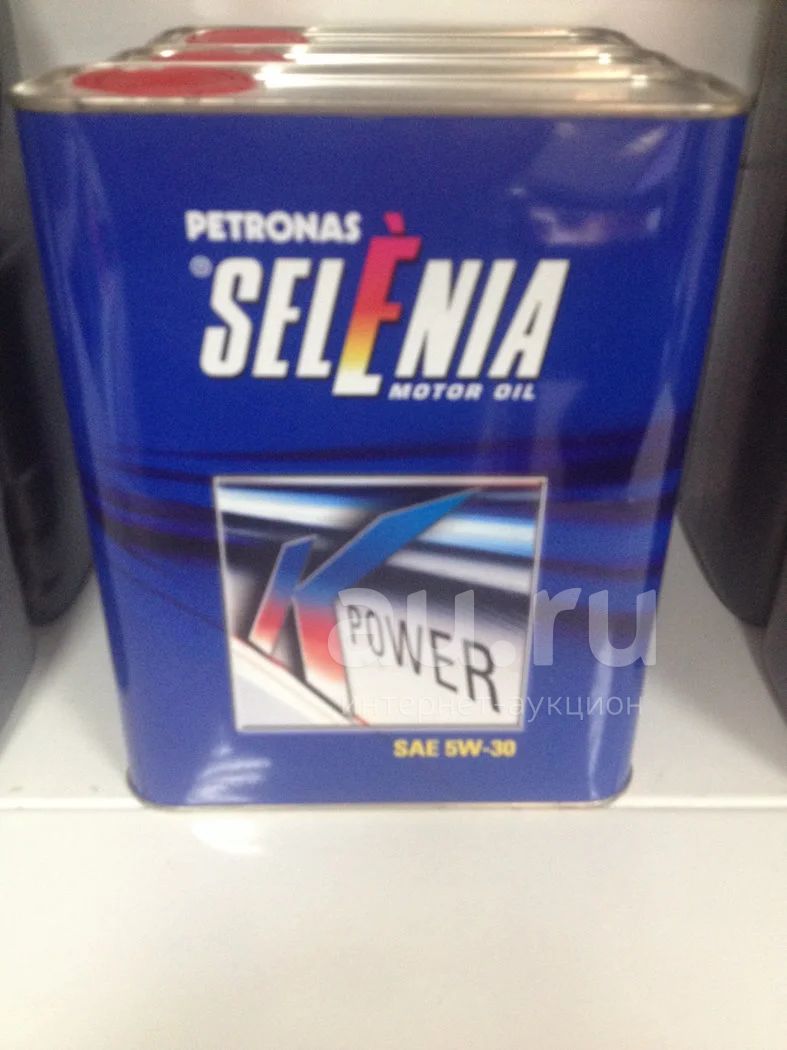 PETRONAS
® SELÈNIA
MOTOR OIL
K
POWER
au.ru
интернет-аукцион
SAE 5W-30